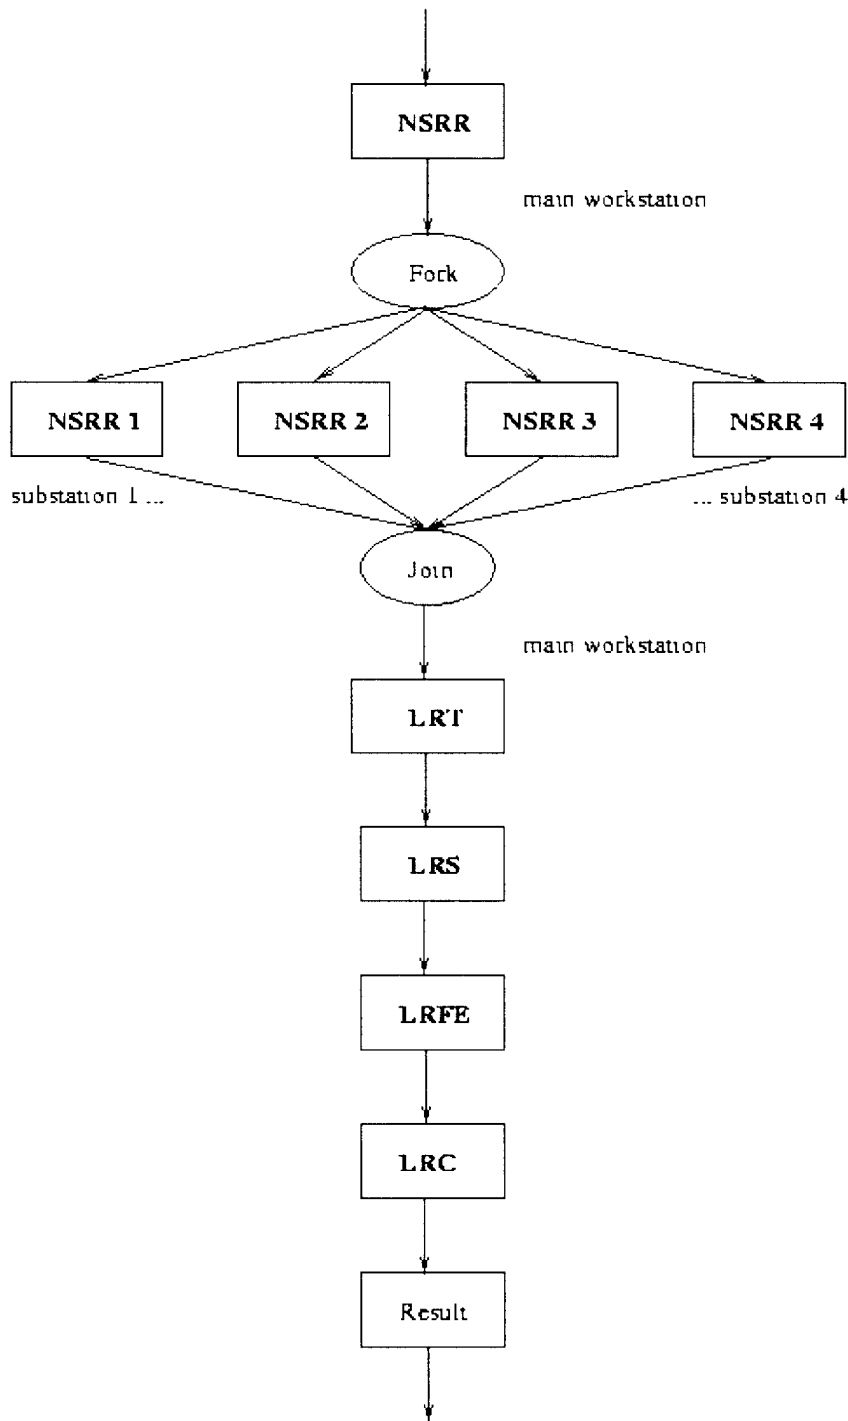 NSRR
main workstation
Fork
NSRR 1
NSRR 2
NSRR 3
NSRR 4
substation 1 ...
... substation 4
Join
main workstation
LRT
LRS
LRFE
LRC
Result